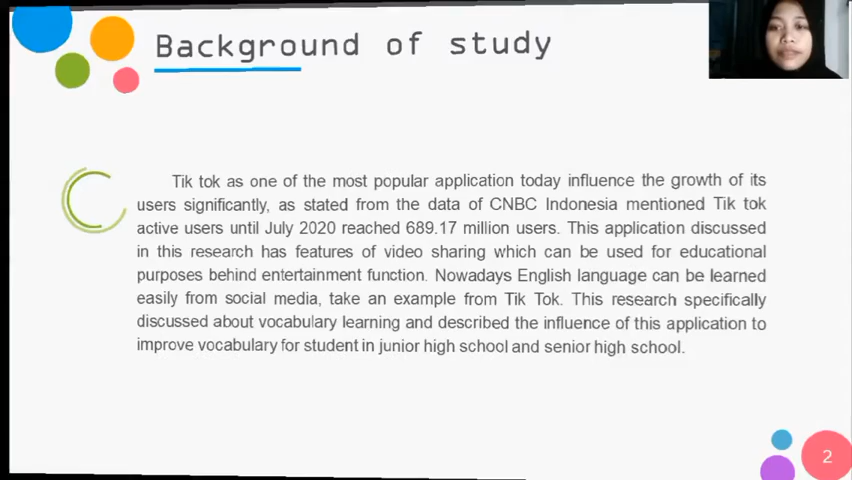 Background of study
Tik tok as one of the most popular application today influence the growth of its
users significantly, as stated from the data of CNBC Indonesia mentioned Tik tok
active users until July 2020 reached 689.17 million users. This application discussed
in this research has features of video sharing which can be used for educational
purposes behind entertainment function. Nowadays English language can be learned
easily from social media, take an example from Tik Tok. This research specifically
discussed about vocabulary learning and described the influence of this application to
improve vocabulary for student in junior high school and senior high school.
2